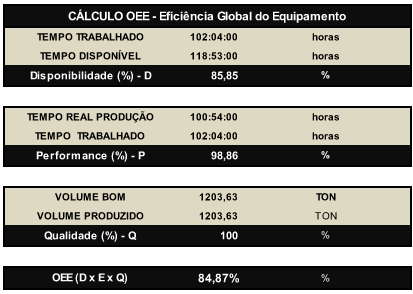 CÁLCULO OEE - Eficiência Global do Equipamento
TEMPO TRABALHADO 102:04:00 horas
TEMPO DISPONÍVEL 118:53:00 horas
Disponibilidade (%) - D 85,85 %
TEMPO REAL PRODUÇÃO 100:54:00 horas
TEMPO TRABALHADO 102:04:00 horas
Performance (%) - P 98,86 %
VOLUME BOM 1203,63 TON
VOLUME PRODUZIDO 1203,63 TON
Qualidade (%) - Q 100 %
OEE (D x E x Q) 84,87% %